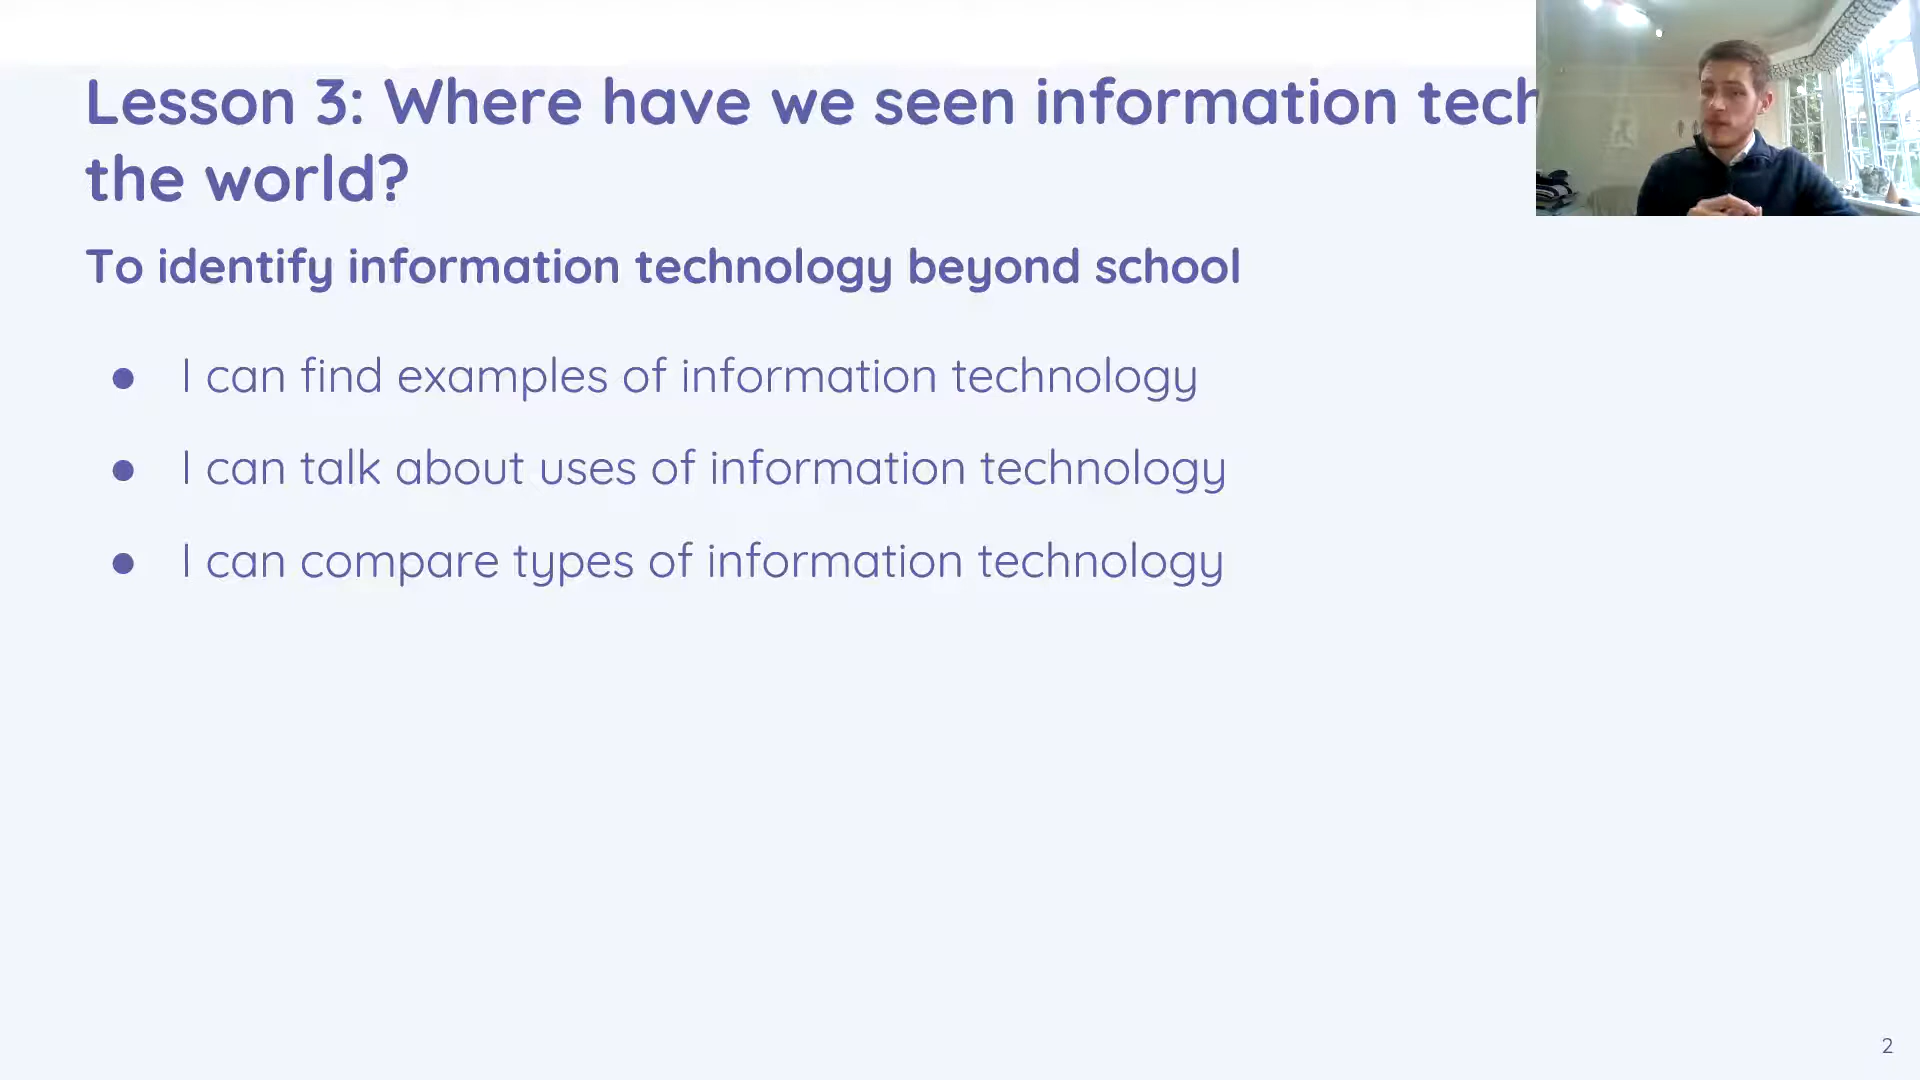 Lesson 3: Where have we seen information tech
the world?
To identify information technology beyond school
● I can find examples of information technology
● I can talk about uses of information technology
● I can compare types of information technology
2